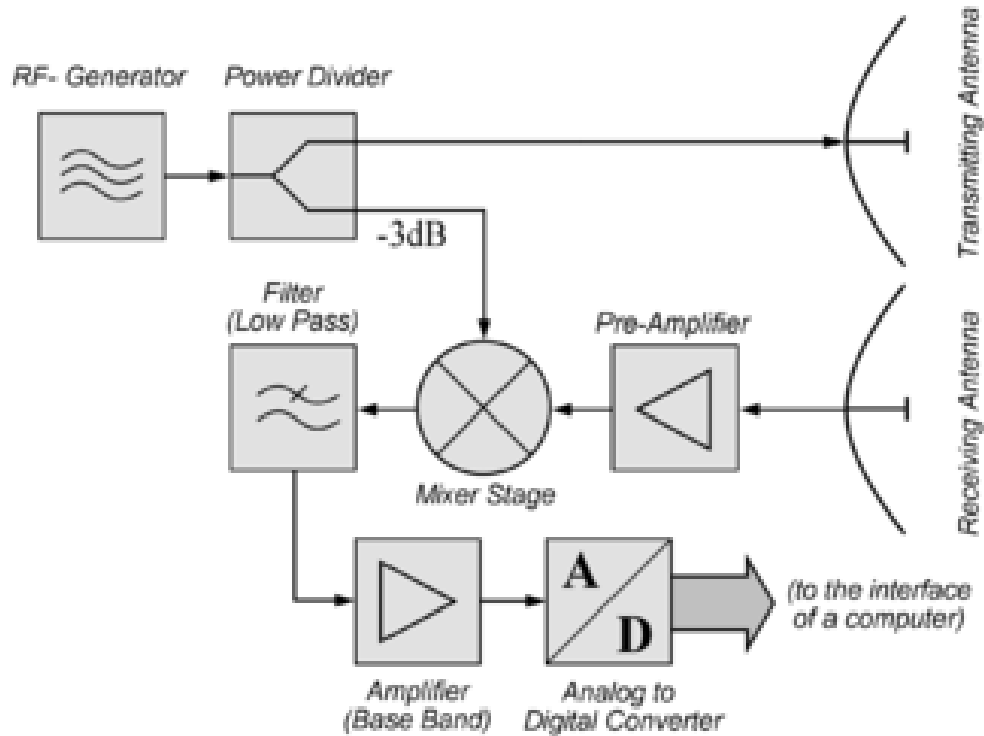 RF- Generator
Power Divider
Transmitting Antenna
-3dB
Filter
(Low Pass)
Pre-Amplifier
Receiving Antenna
Mixer Stage
A
D
(to the interface
of a computer)
Amplifier
(Base Band)
Analog to
Digital Converter